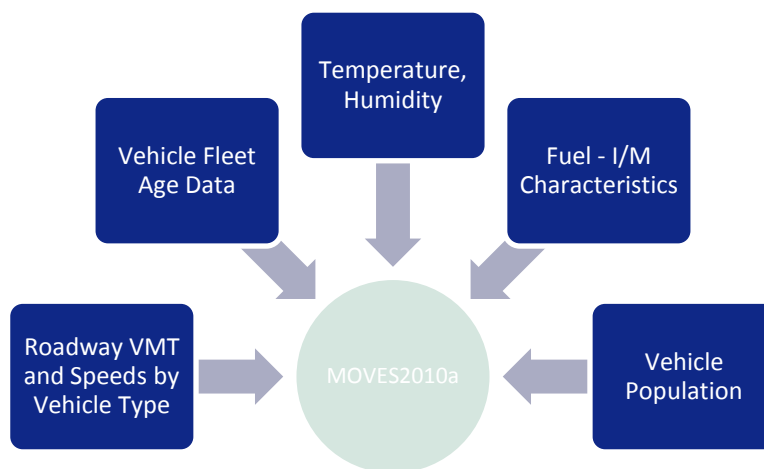 Temperature,
Humidity
Vehicle Fleet
Age Data
Fuel - I/M
Characteristics
Roadway VMT
and Speeds by
Vehicle Type
MOVES2010a
Vehicle
Population